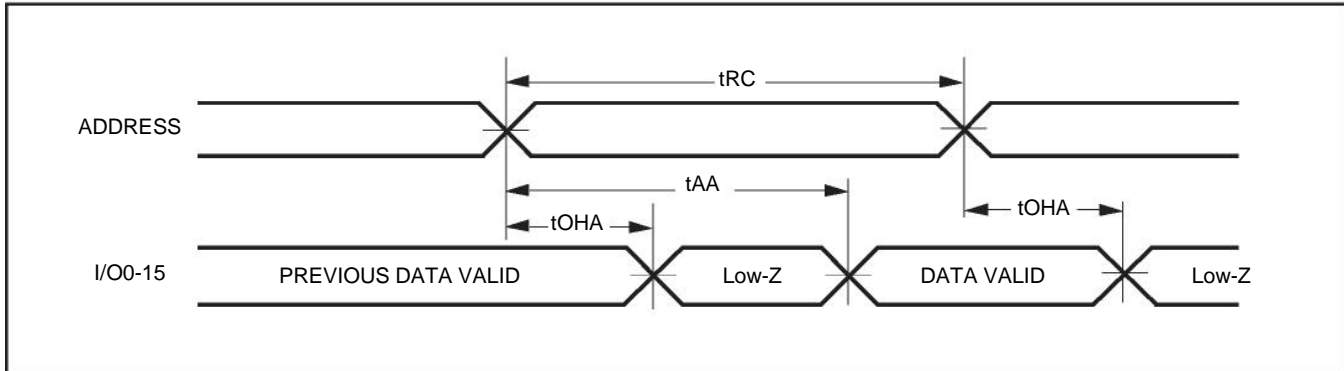 tRC
ADDRESS
tAA
tOHA
tOHA
I/O0-15
PREVIOUS DATA VALID
Low-Z
DATA VALID
Low-Z